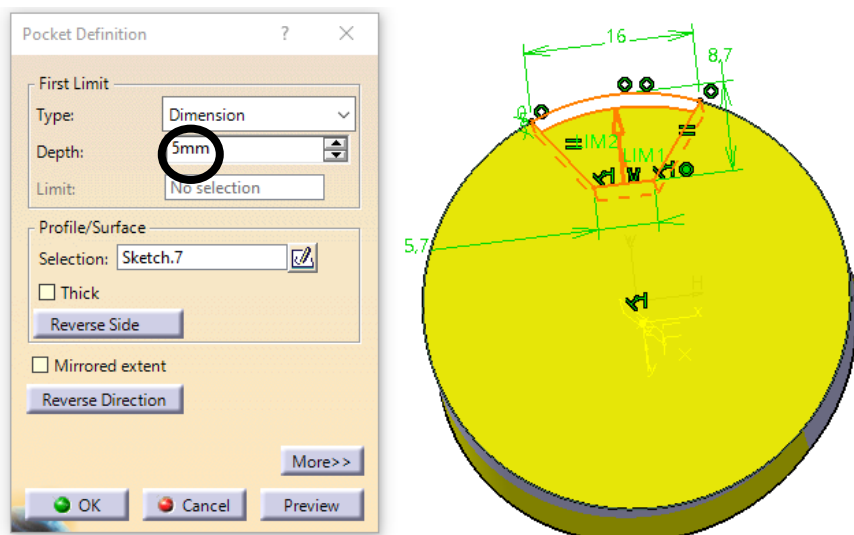 Pocket Definition ? ×
First Limit
Type: Dimension
Depth: 5mm
Limit: No selection
Profile/Surface
Selection: Sketch.7
Thick
Reverse Side
Mirrored extent
Reverse Direction
More>>
OK Cancel Preview
16
8,7
LIM2
LIM1
5,7
H
x
y